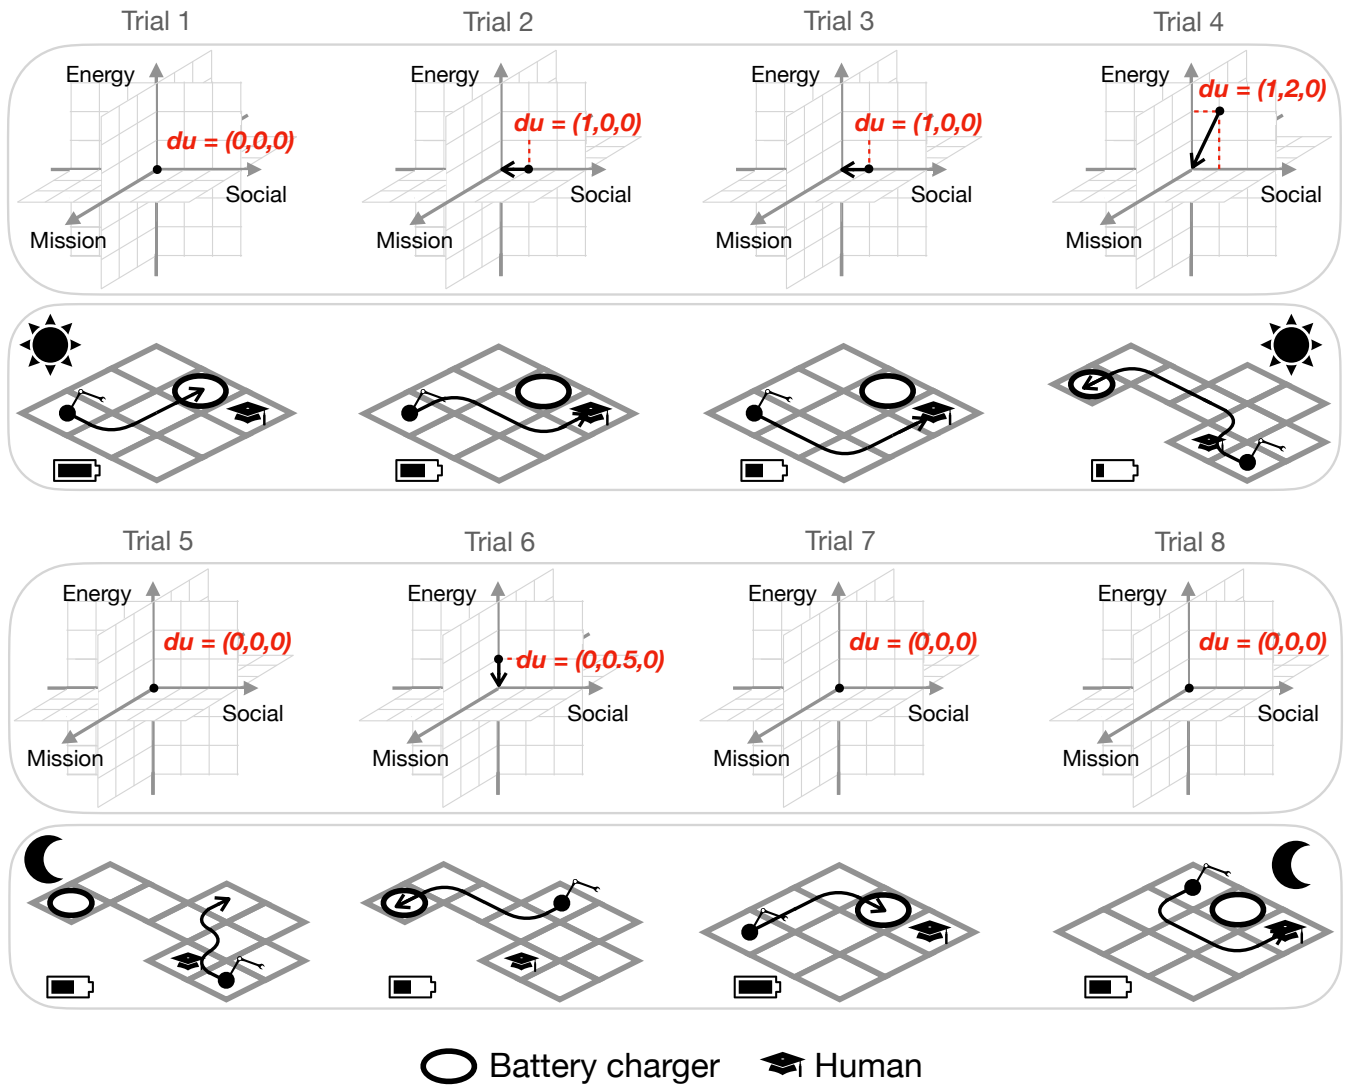 Trial 1 Trial 2 Trial 3 Trial 4
Energy Energy Energy Energy
du = (0,0,0) du = (1,0,0) du = (1,0,0) du = (1,2,0)
Social Social Social Social
Mission Mission Mission Mission
Trial 5 Trial 6 Trial 7 Trial 8
Energy Energy Energy Energy
du = (0,0,0) du = (0,0.5,0) du = (0,0,0) du = (0,0,0)
Social Social Social Social
Mission Mission Mission Mission
Battery charger Human